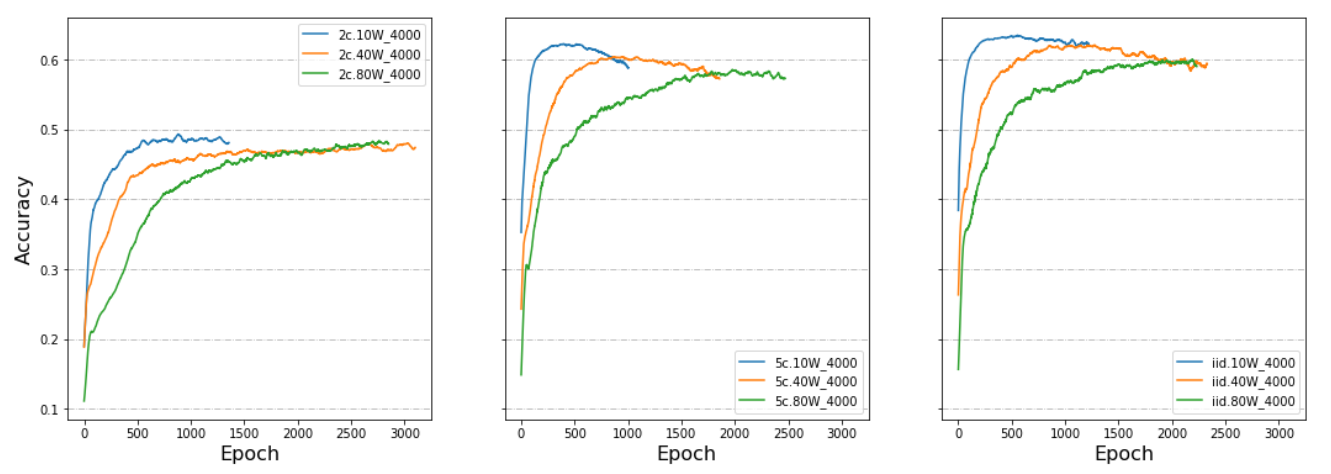 2c.10W_4000
2c.40W_4000
2c.80W_4000
Accuracy
0.6
0.5
0.4
0.3
0.2
0.1
0 500 1000 1500 2000 2500 3000
Epoch
5c.10W_4000
5c.40W_4000
5c.80W_4000
0 500 1000 1500 2000 2500 3000
Epoch
iid.10W_4000
iid.40W_4000
iid.80W_4000
0 500 1000 1500 2000 2500 3000
Epoch